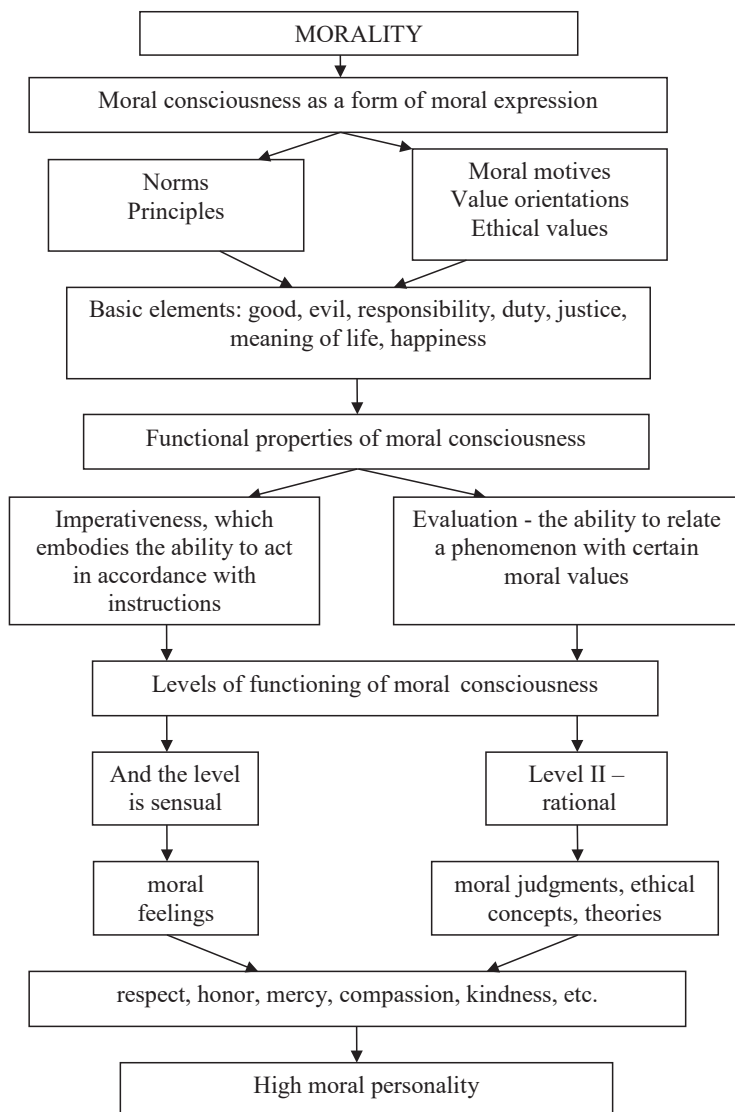 MORALITY
Moral consciousness as a form of moral expression
Norms
Principles
Moral motives
Value orientations
Ethical values
Basic elements: good, evil, responsibility, duty, justice,
meaning of life, happiness
Functional properties of moral consciousness
Imperativeness, which
embodies the ability to act
in accordance with
instructions
Evaluation - the ability to relate
a phenomenon with certain
moral values
Levels of functioning of moral consciousness
And the level
is sensual
Level II –
rational
moral
feelings
moral judgments, ethical
concepts, theories
respect, honor, mercy, compassion, kindness, etc.
High moral personality